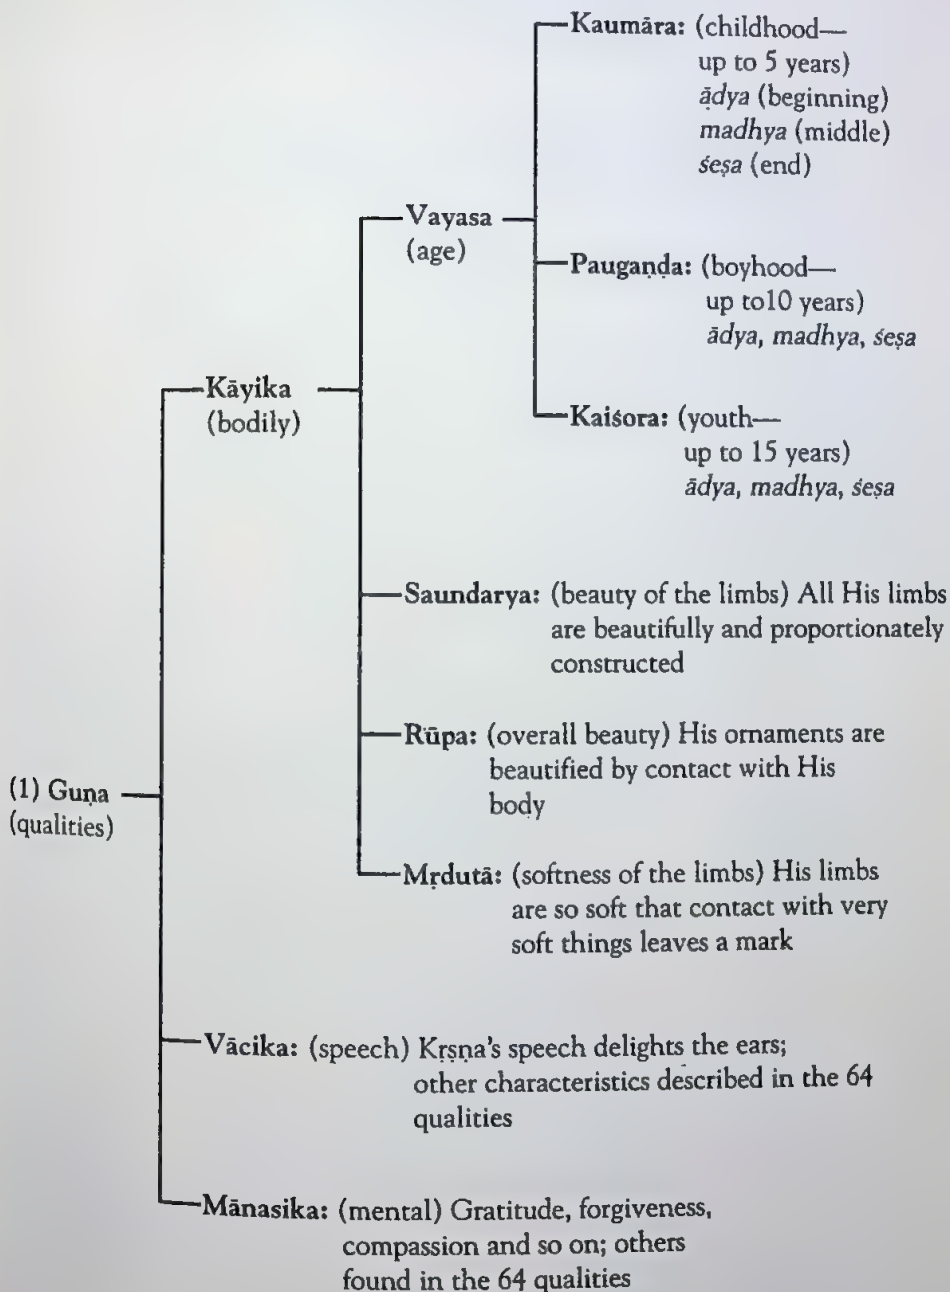 Kaumāra: (childhood—
up to 5 years)
ādya (beginning)
madhya (middle)
śeṣa (end)
Vayasa
(age)
Paugaṇḍa: (boyhood—
up to10 years)
ādya, madhya, śeṣa
Kāyika
(bodily)
Kaiśora: (youth—
up to 15 years)
ādya, madhya, śeṣa
Saundarya: (beauty of the limbs) All His limbs
are beautifully and proportionately
constructed
Rūpa: (overall beauty) His ornaments are
beautified by contact with His
body
(1) Guṇa
(qualities)
Mṛdutā: (softness of the limbs) His limbs
are so soft that contact with very
soft things leaves a mark
Vācika: (speech) Kṛṣṇa's speech delights the ears;
other characteristics described in the 64
qualities
Mānasika: (mental) Gratitude, forgiveness,
compassion and so on; others
found in the 64 qualities